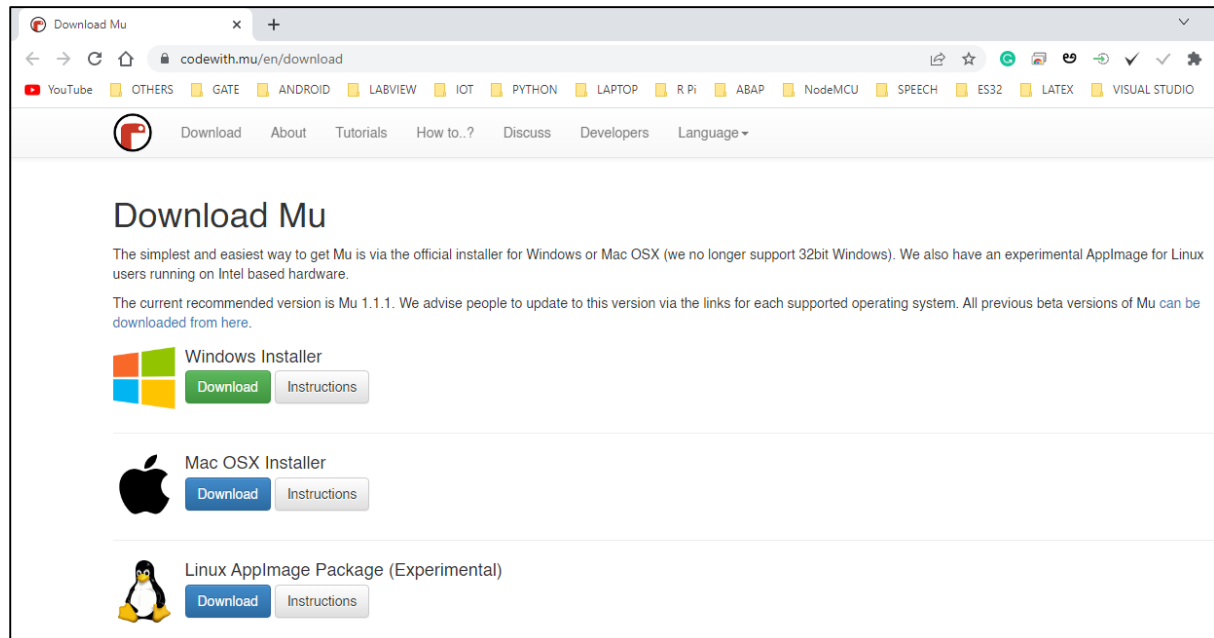 Download Mu
codewith.mu/en/download
YouTube OTHERS GATE ANDROID LABVIEW IOT PYTHON LAPTOP R Pi ABAP NodeMCU SPEECH ES32 LATEX VISUAL STUDIO
Download About Tutorials How to..? Discuss Developers Language
Download Mu
The simplest and easiest way to get Mu is via the official installer for Windows or Mac OSX (we no longer support 32bit Windows). We also have an experimental AppImage for Linux
users running on Intel based hardware.
The current recommended version is Mu 1.1.1. We advise people to update to this version via the links for each supported operating system. All previous beta versions of Mu can be
downloaded from here.
Windows Installer
Download Instructions
Mac OSX Installer
Download Instructions
Linux AppImage Package (Experimental)
Download Instructions